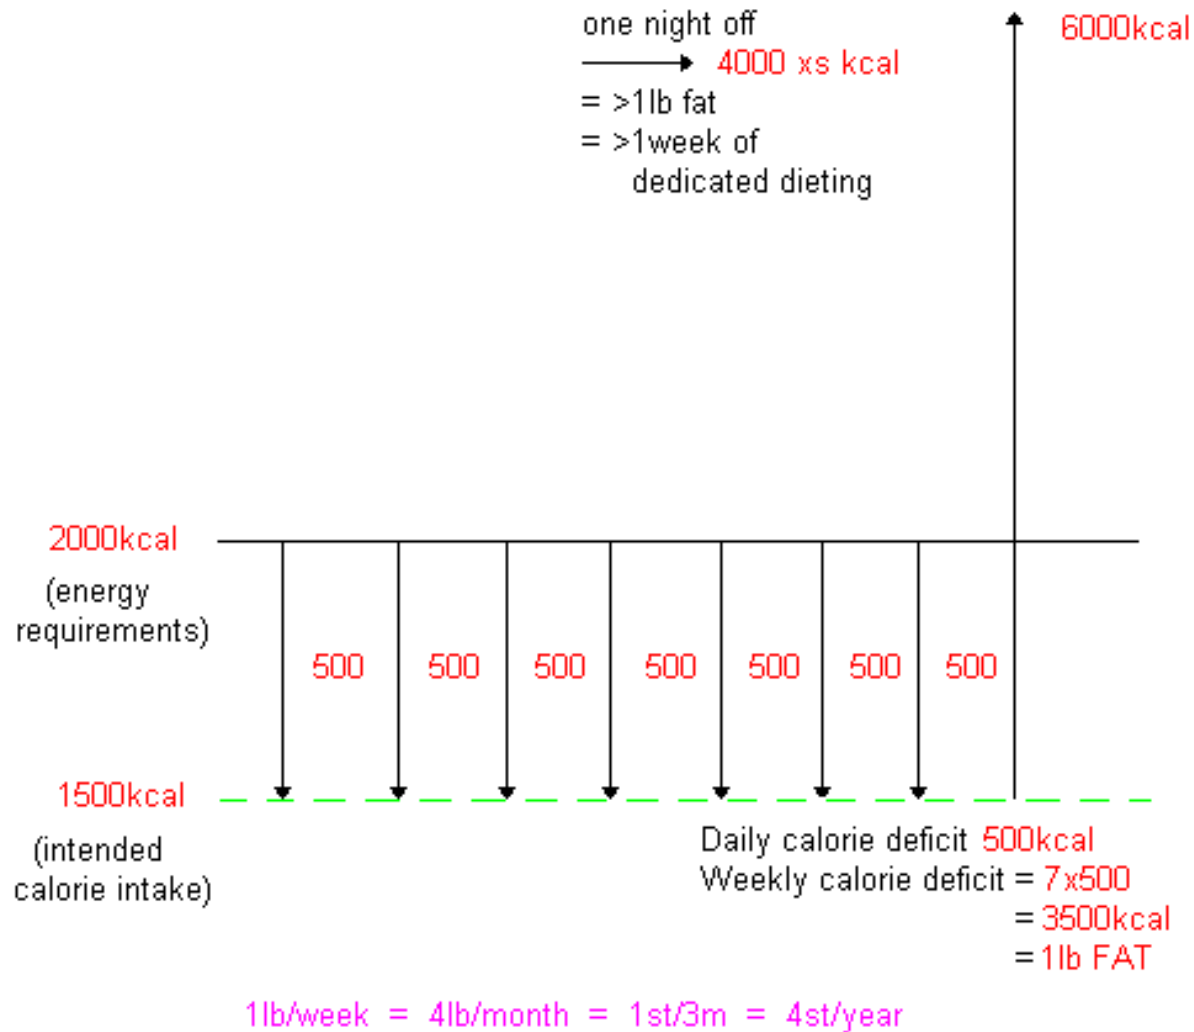 one night off
4000 xs kcal
= >1lb fat
= >1week of
dedicated dieting
6000kcal
2000kcal
(energy
requirements)
500 500 500 500 500 500 500
1500kcal
(intended
calorie intake)
Daily calorie deficit 500kcal
Weekly calorie deficit = 7x500
= 3500kcal
= 1lb FAT
1lb/week = 4lb/month = 1st/3m = 4st/year